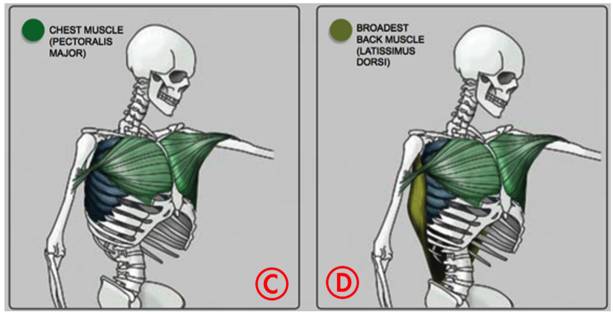 CHEST MUSCLE
(PECTORALIS
MAJOR)
C
BROADEST
BACK MUSCLE
(LATISSIMUS
DORSI)
D